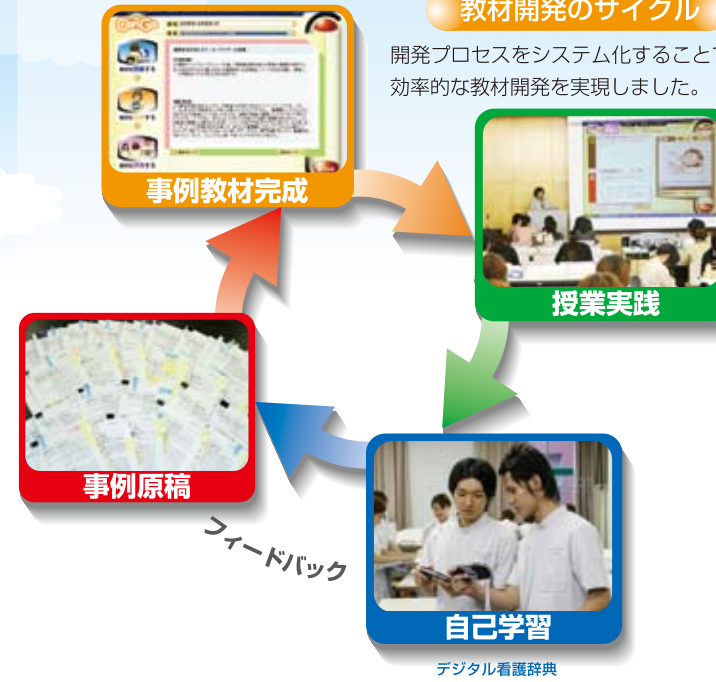 教材開発のサイクル
開発プロセスをシステム化することで
効率的な教材開発を実現しました。
事例教材完成
授業実践
事例原稿
フィードバック
自己学習
デジタル看護辞典